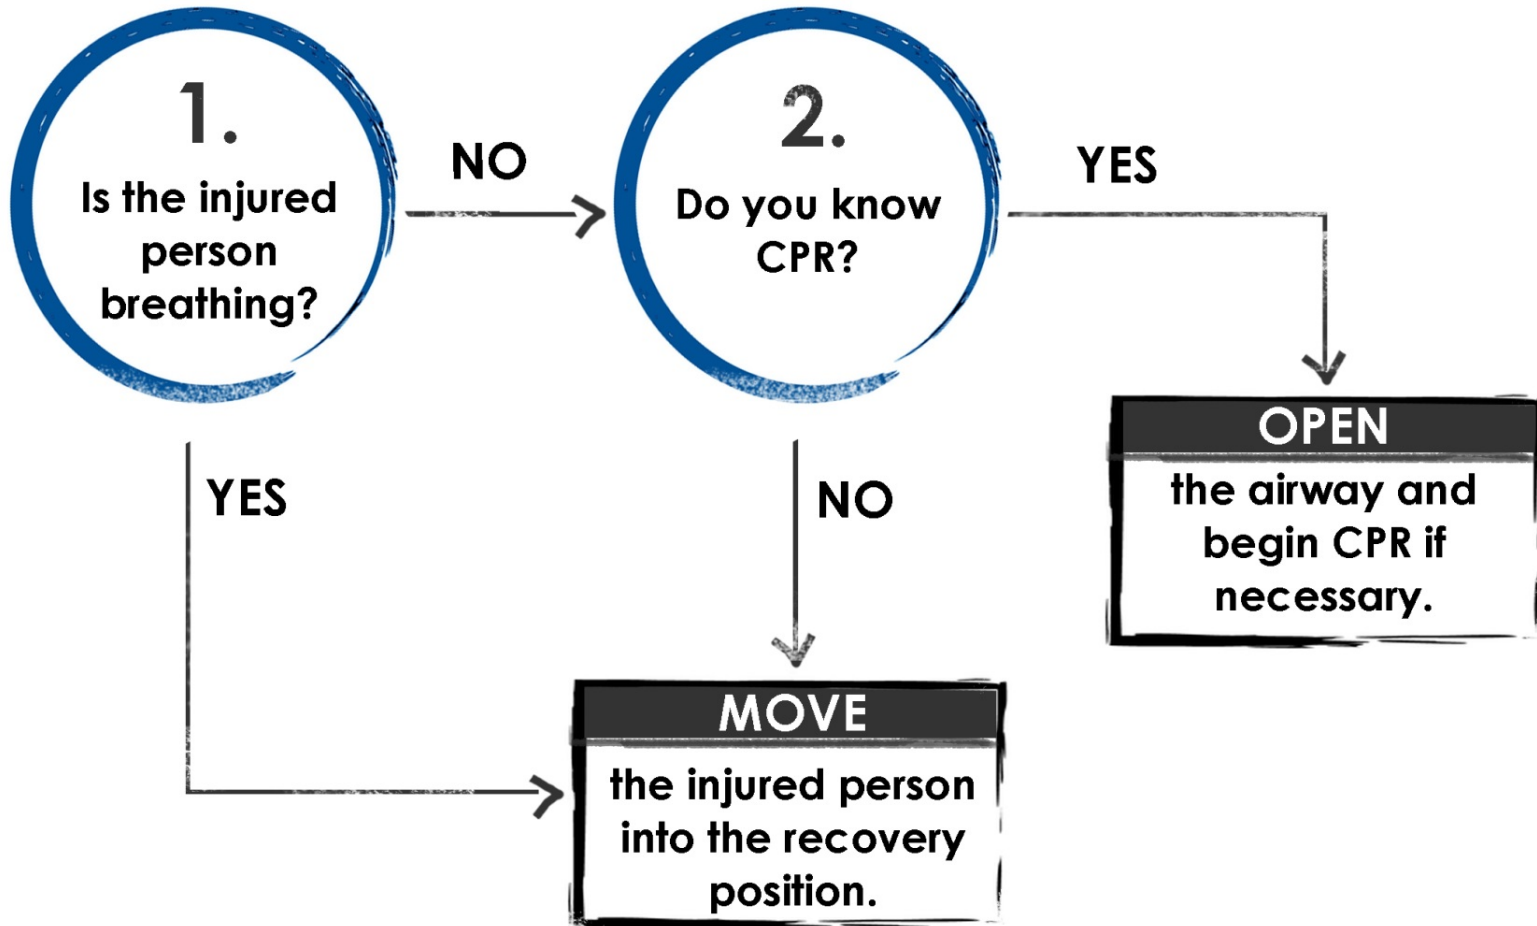 1.
Is the injured
person
breathing?
NO
2.
Do you know
CPR?
YES
YES
NO
OPEN
the airway and
begin CPR if
necessary.
MOVE
the injured person
into the recovery
position.